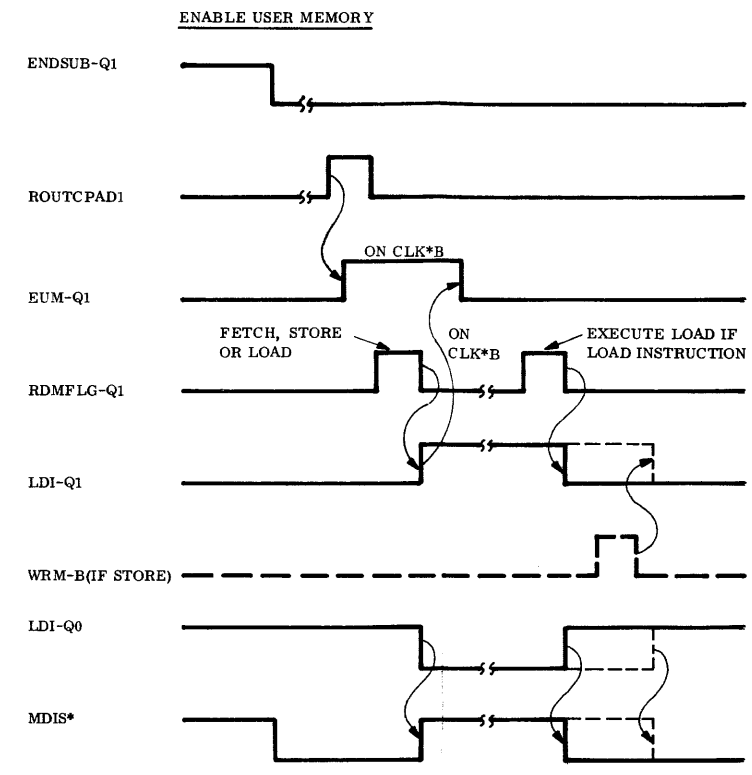 ENABLE USER MEMORY
ENDSUB-Q1
ROUTCPAD1
ON CLK*B
EUM-Q1
FETCH, STORE
OR LOAD
ON
CLK*B
EXECUTE LOAD IF
LOAD INSTRUCTION
RDMFLG-Q1
LDI-Q1
WRM-B(IF STORE)
LDI-Q0
MDIS*